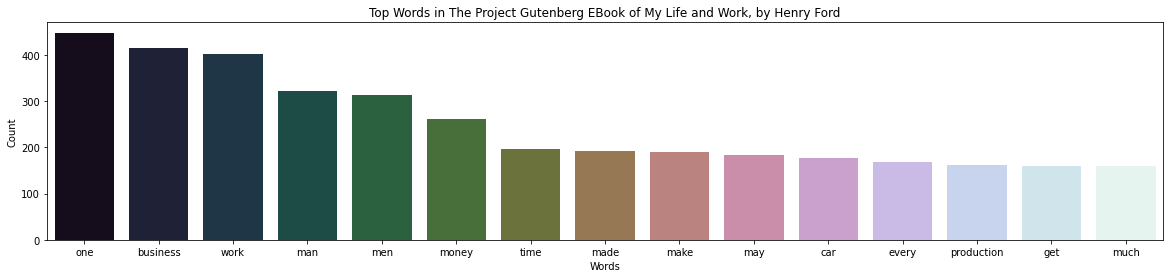 Top Words in The Project Gutenberg EBook of My Life and Work, by Henry Ford
Count
400
300
200
100
0
one business work man men money time made make may car every production get much
Words